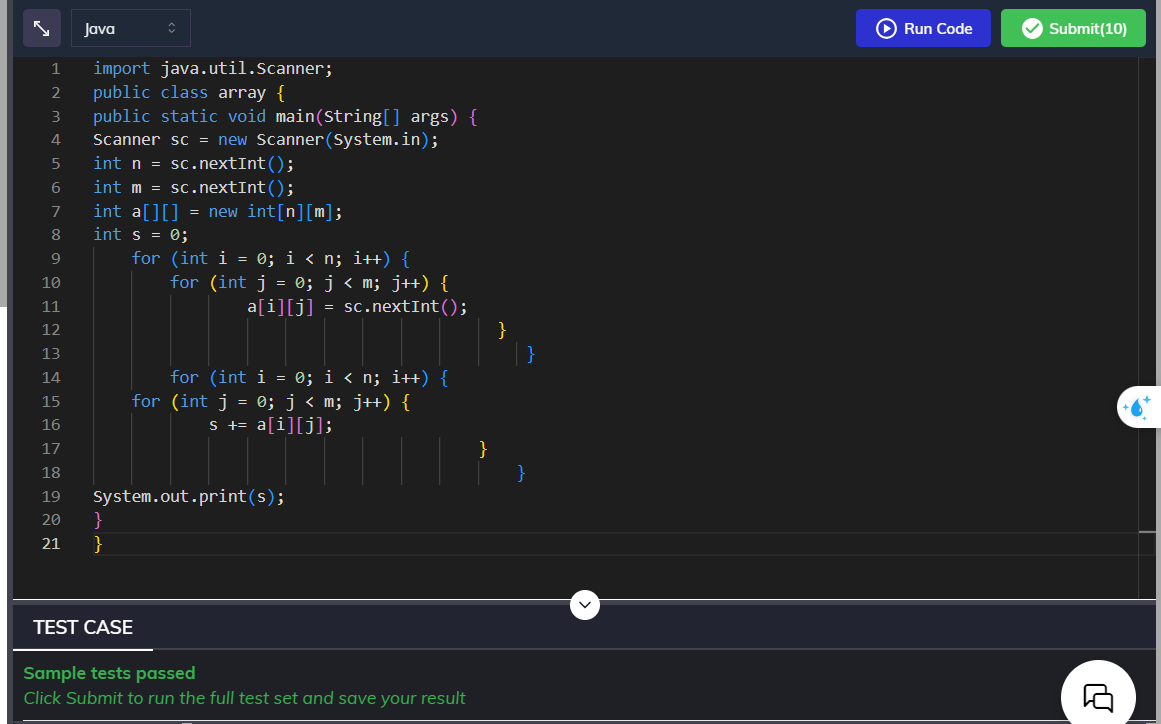 Java
Run Code
Submit(10)
1 import java.util.Scanner;
2 public class array {
3 public static void main(String[] args) {
4 Scanner sc = new Scanner(System.in);
5 int n = sc.nextInt();
6 int m = sc.nextInt();
7 int a[][] = new int[n][m];
8 int s = 0;
9 for (int i = 0; i < n; i++) {
10 for (int j = 0; j < m; j++) {
11 a[i][j] = sc.nextInt();
12 }
13 }
14 for (int i = 0; i < n; i++) {
15 for (int j = 0; j < m; j++) {
16 s += a[i][j];
17 }
18 }
19 System.out.print(s);
20 }
21 }
TEST CASE
Sample tests passed
Click Submit to run the full test set and save your result